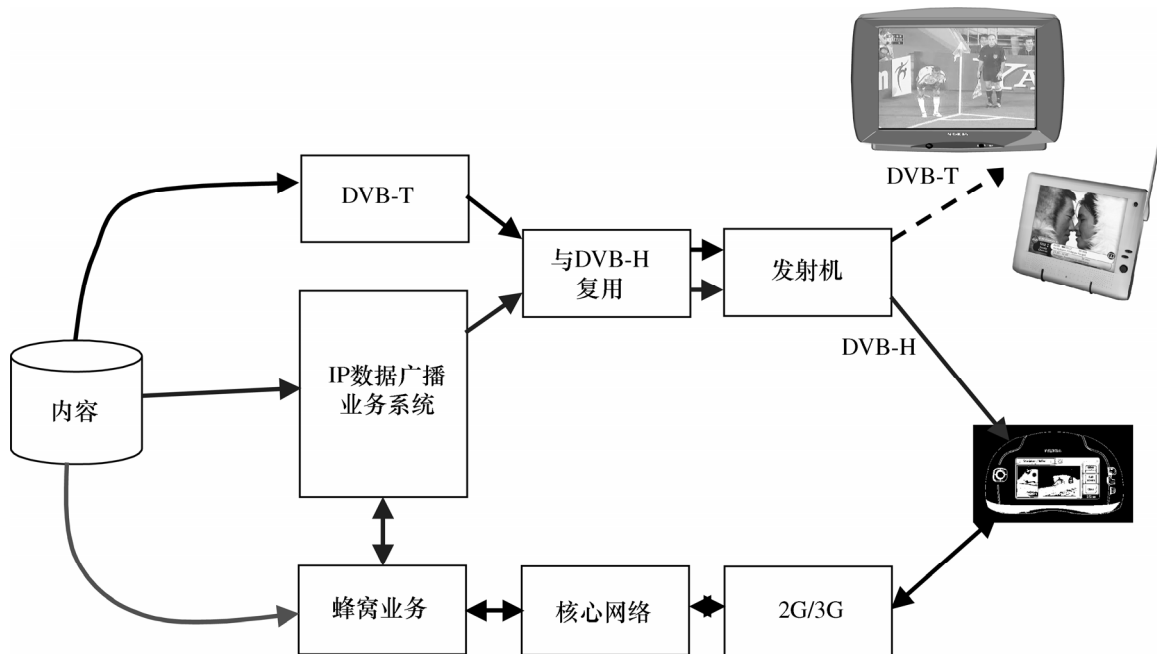 DVB-T
DVB-T
与DVB-H
复用
发射机
DVB-H
IP数据广播
业务系统
内容
蜂窝业务
核心网络
2G/3G